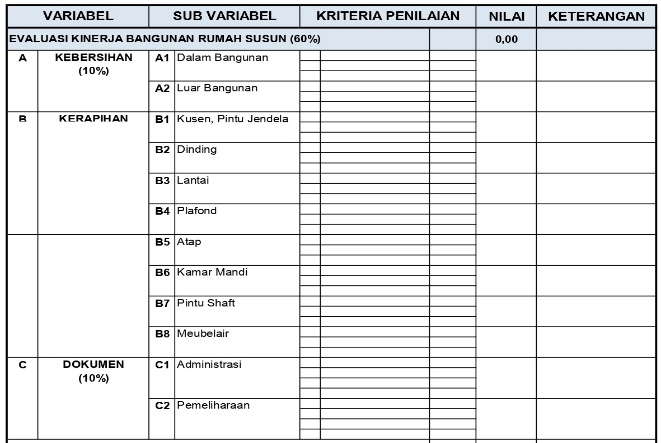 VARIABEL SUB VARIABEL KRITERIA PENILAIAN NILAI KETERANGAN
EVALUASI KINERJA BANGUNAN RUMAH SUSUN (60%) 0,00
A KEBERSIHAN A1 Dalam Bangunan
(10%)
A2 Luar Bangunan
B KERAPIHAN B1 Kusen, Pintu Jendela
B2 Dinding
B3 Lantai
B4 Plafond
B5 Atap
B6 Kamar Mandi
B7 Pintu Shaft
B8 Meubelair
C DOKUMEN C1 Administrasi
(10%)
C2 Pemeliharaan